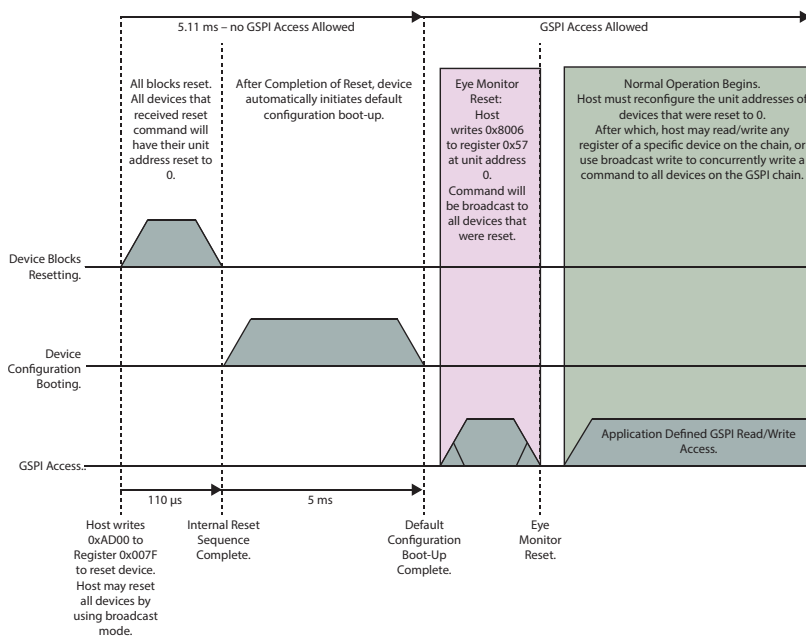 5.11 ms – no GSPI Access Allowed
GSPI Access Allowed
All blocks reset.
All devices that
received reset
command will
have their unit
address reset to
0.
After Completion of Reset, device
automatically initiates default
configuration boot-up.
Eye Monitor
Reset:
Host
writes 0x8006
to register 0x57
at unit address
0.
Command will
be broadcast to
all devices that
were reset.
Normal Operation Begins.
Host must reconfigure the unit addresses of
devices that were reset to 0.
After which, host may read/write any
register of a specific device on the chain, or
use broadcast write to concurrently write a
command to all devices on the GSPI chain.
Device Blocks
Resetting.
Device
Configuration
Booting.
GSPI Access.
Application Defined GSPI Read/Write
Access.
110 µs
5 ms
Host writes
0xAD00 to
Register 0x007F
to reset device.
Host may reset
all devices by
using broadcast
mode.
Internal Reset
Sequence
Complete.
Default
Configuration
Boot-Up
Complete.
Eye
Monitor
Reset.